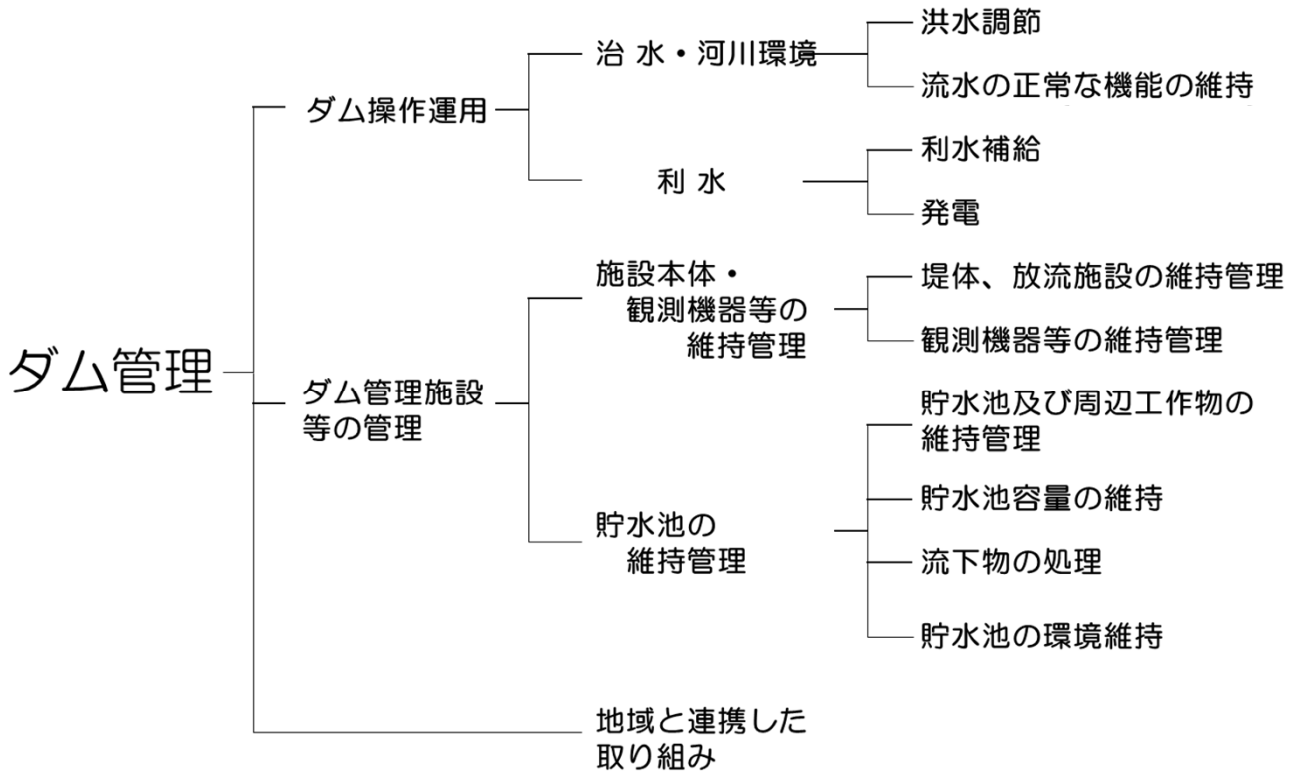 ダム管理
ダム操作運用
治 水・河川環境
洪水調節
流水の正常な機能の維持
利 水
利水補給
発電
ダム管理施設
等の管理
施設本体・
観測機器等の
維持管理
堤体、放流施設の維持管理
観測機器等の維持管理
貯水池の
維持管理
貯水池及び周辺工作物の
維持管理
貯水池容量の維持
流下物の処理
貯水池の環境維持
地域と連携した
取り組み